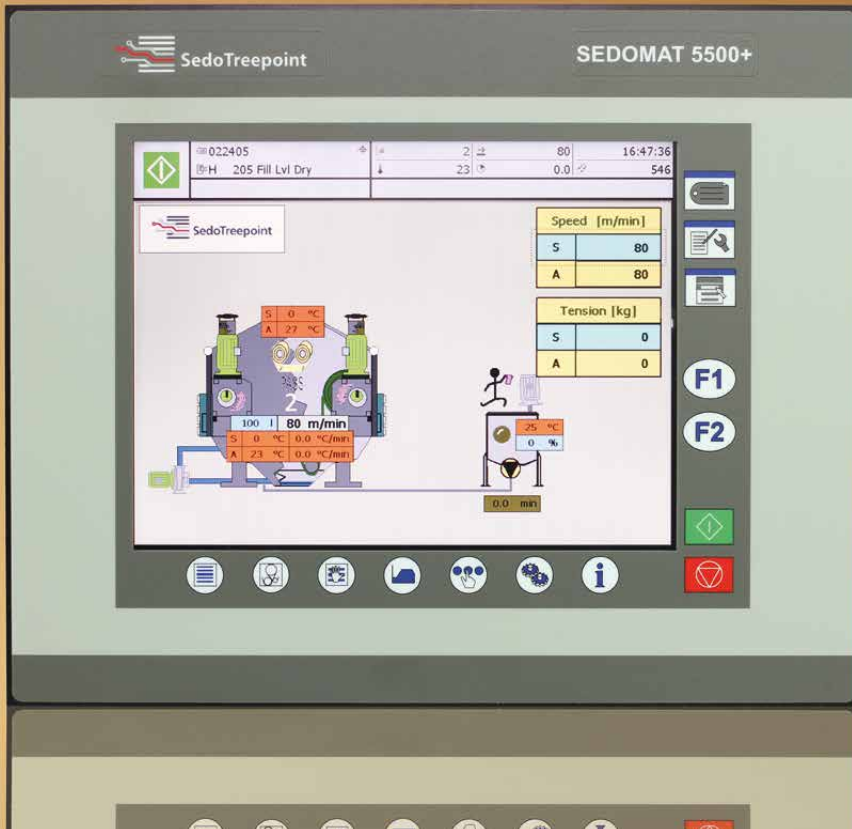 SedoTreepoint
SEDOMAT 5500+
022405 2 80 16:47:36
H 205 Fill Lvl Dry 23 0.0 546
SedoTreepoint
Speed [m/min]
S 80
A 80
Tension [kg]
S 0
A 0
S 0 °C
A 27 °C
2
100 l 80 m/min
S 0 °C 0.0 °C/min
A 23 °C 0.0 °C/min
25 °C
0 %
0.0 min
F1
F2
i